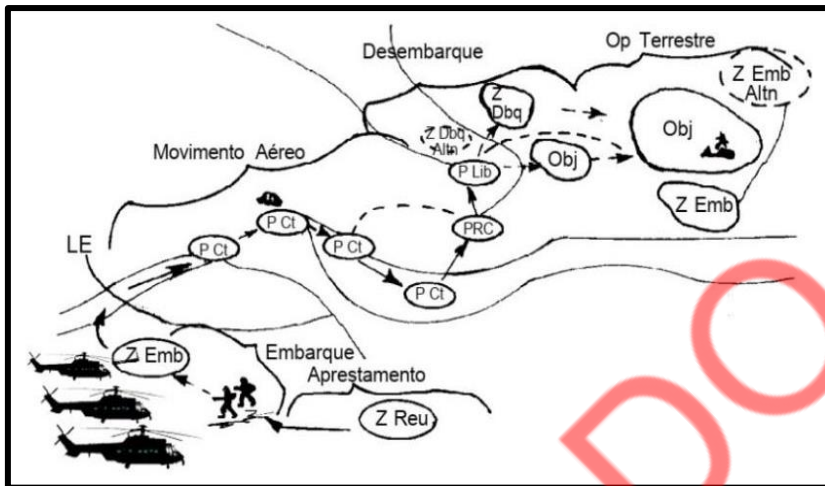 Op Terrestre
Desembarque
Z Emb
Altn
Z
Dbq
Obj
Z Dbq
Altn
Movimento Aéreo
P Lib
Obj
Z Emb
P Ct
P Ct
P Ct
PRC
LE
P Ct
Z Emb
Embarque
Aprestamento
Z Reu
DO